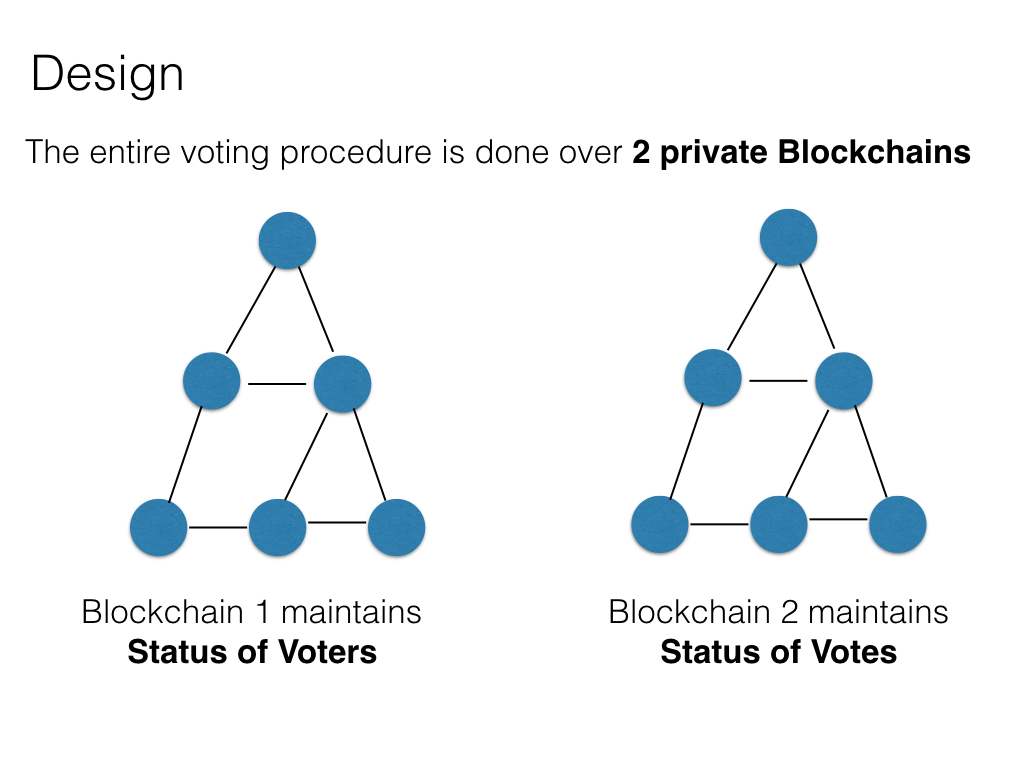 Design
The entire voting procedure is done over 2 private Blockchains
Blockchain 1 maintains
Status of Voters
Blockchain 2 maintains
Status of Votes